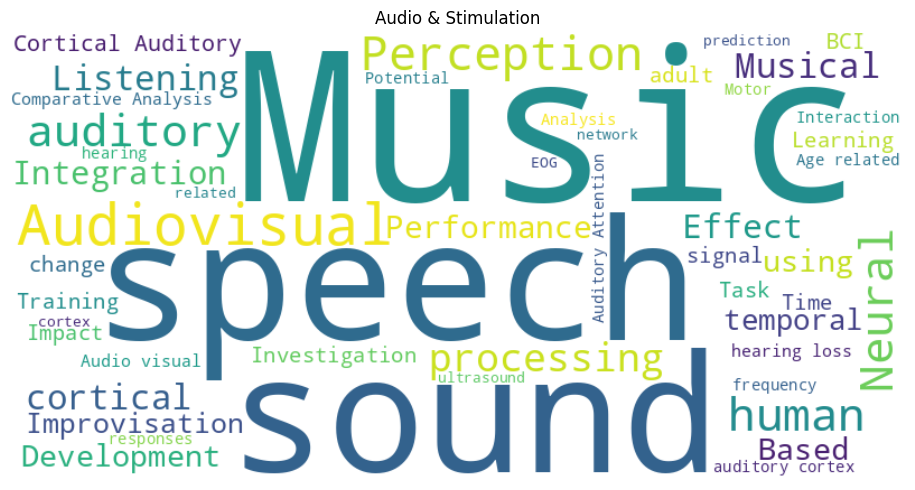 Audio & Stimulation
Cortical Auditory
Music
Perception
prediction
BCI
Listening
Potential
adult
Musical
Motor
Comparative Analysis
auditory
Analysis
network
Interaction
Learning
hearing
EOG
Age related
Integration
related
Auditory Attention
Audiovisual
Performance
Effect
change
speech
signal
using
Neural
Training
Task
Time
cortex
Impact
temporal
Audio visual
Investigation
processing
hearing loss
ultrasound
sound
frequency
cortical
Improvisation
human
responses
Development
Based
auditory cortex